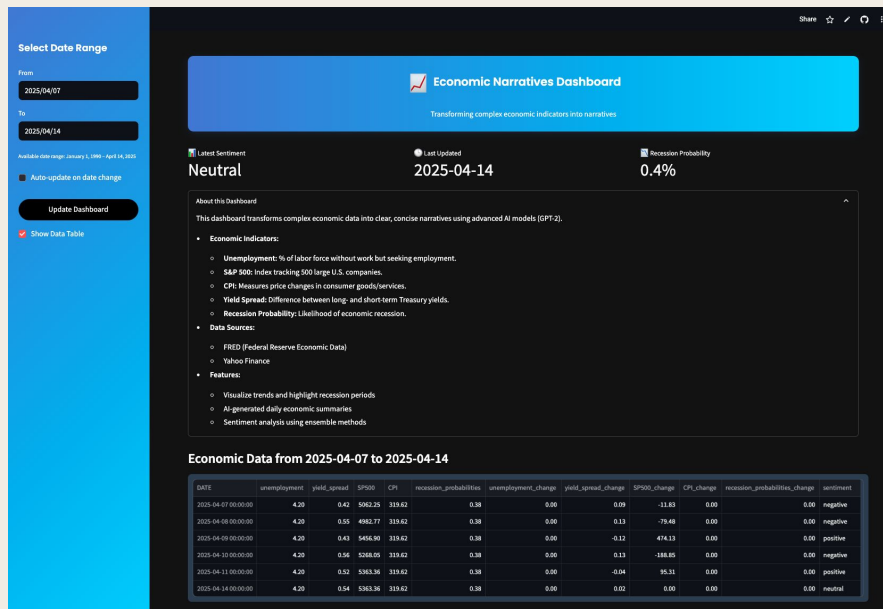 Share
Select Date Range
From
2025/04/07
To
2025/04/14
Available date range: January 1, 1990 – April 14, 2025
Auto-update on date change
Update Dashboard
Show Data Table
Economic Narratives Dashboard
Transforming complex economic indicators into narratives
Latest Sentiment
Neutral
Last Updated
2025-04-14
Recession Probability
0.4%
About this Dashboard
This dashboard transforms complex economic data into clear, concise narratives using advanced AI models (GPT-2).
• Economic Indicators:
○ Unemployment: % of labor force without work but seeking employment.
○ S&P 500: Index tracking 500 large U.S. companies.
○ CPI: Measures price changes in consumer goods/services.
○ Yield Spread: Difference between long- and short-term Treasury yields.
○ Recession Probability: Likelihood of economic recession.
• Data Sources:
○ FRED (Federal Reserve Economic Data)
○ Yahoo Finance
• Features:
○ Visualize trends and highlight recession periods
○ AI-generated daily economic summaries
○ Sentiment analysis using ensemble methods
Economic Data from 2025-04-07 to 2025-04-14
DATE unemployment yield_spread SP500 CPI recession_probabilities unemployment_change yield_spread_change SP500_change CPI_change recession_probabilities_change sentiment
2025-04-07 00:00:00 4.20 0.42 5062.25 319.62 0.38 0.00 0.09 -11.83 0.00 0.00 negative
2025-04-08 00:00:00 4.20 0.55 4982.77 319.62 0.38 0.00 0.13 -79.48 0.00 0.00 negative
2025-04-09 00:00:00 4.20 0.43 5456.90 319.62 0.38 0.00 -0.12 474.13 0.00 0.00 positive
2025-04-10 00:00:00 4.20 0.56 5268.05 319.62 0.38 0.00 0.13 -188.85 0.00 0.00 negative
2025-04-11 00:00:00 4.20 0.52 5363.36 319.62 0.38 0.00 -0.04 95.31 0.00 0.00 positive
2025-04-14 00:00:00 4.20 0.54 5363.36 319.62 0.38 0.00 0.02 0.00 0.00 0.00 neutral